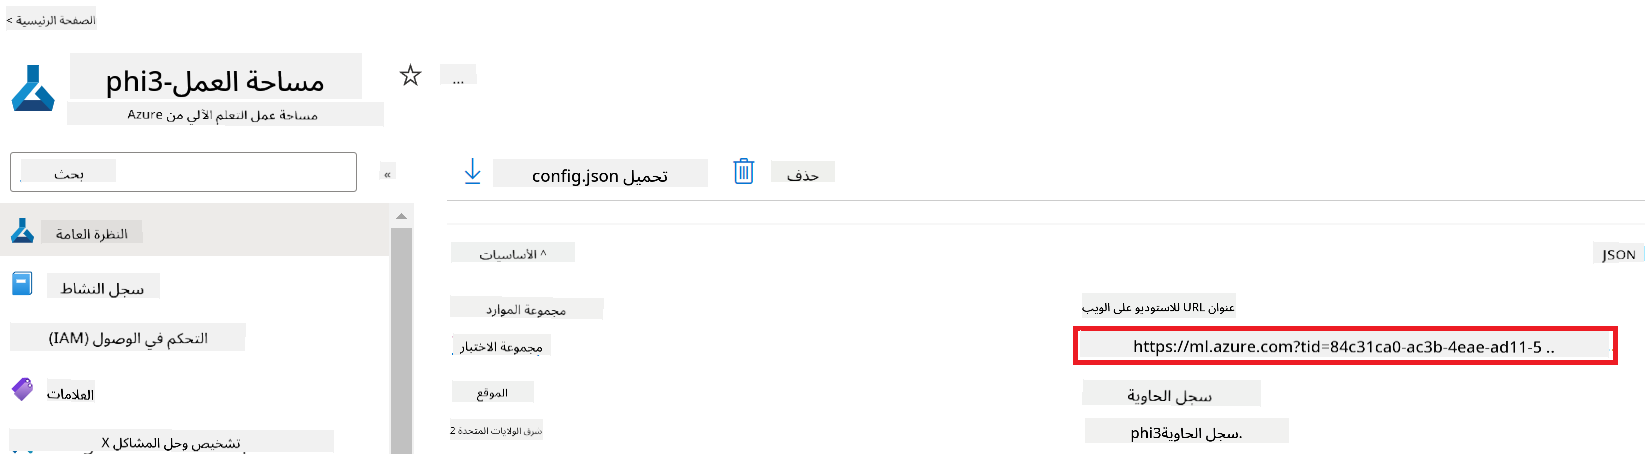 الصفحة الرئيسية >
مساحة العمل-phi3
...
مساحة عمل التعلم الآلي من Azure
بحث
»
تحميل config.json
حذف
النظرة العامة
سجل النشاط
التحكم في الوصول (IAM)
العلامات
تشخيص وحل المشاكل X
^ الأساسيات
JSON
مجموعة الموارد
مجموعة الاختبار
الموقع
شرق الولايات المتحدة 2
عنوان URL للاستوديو على الويب
https://ml.azure.com?tid=84c31ca0-ac3b-4eae-ad11-5 ..
سجل الحاوية
سجل الحاويةphi3.